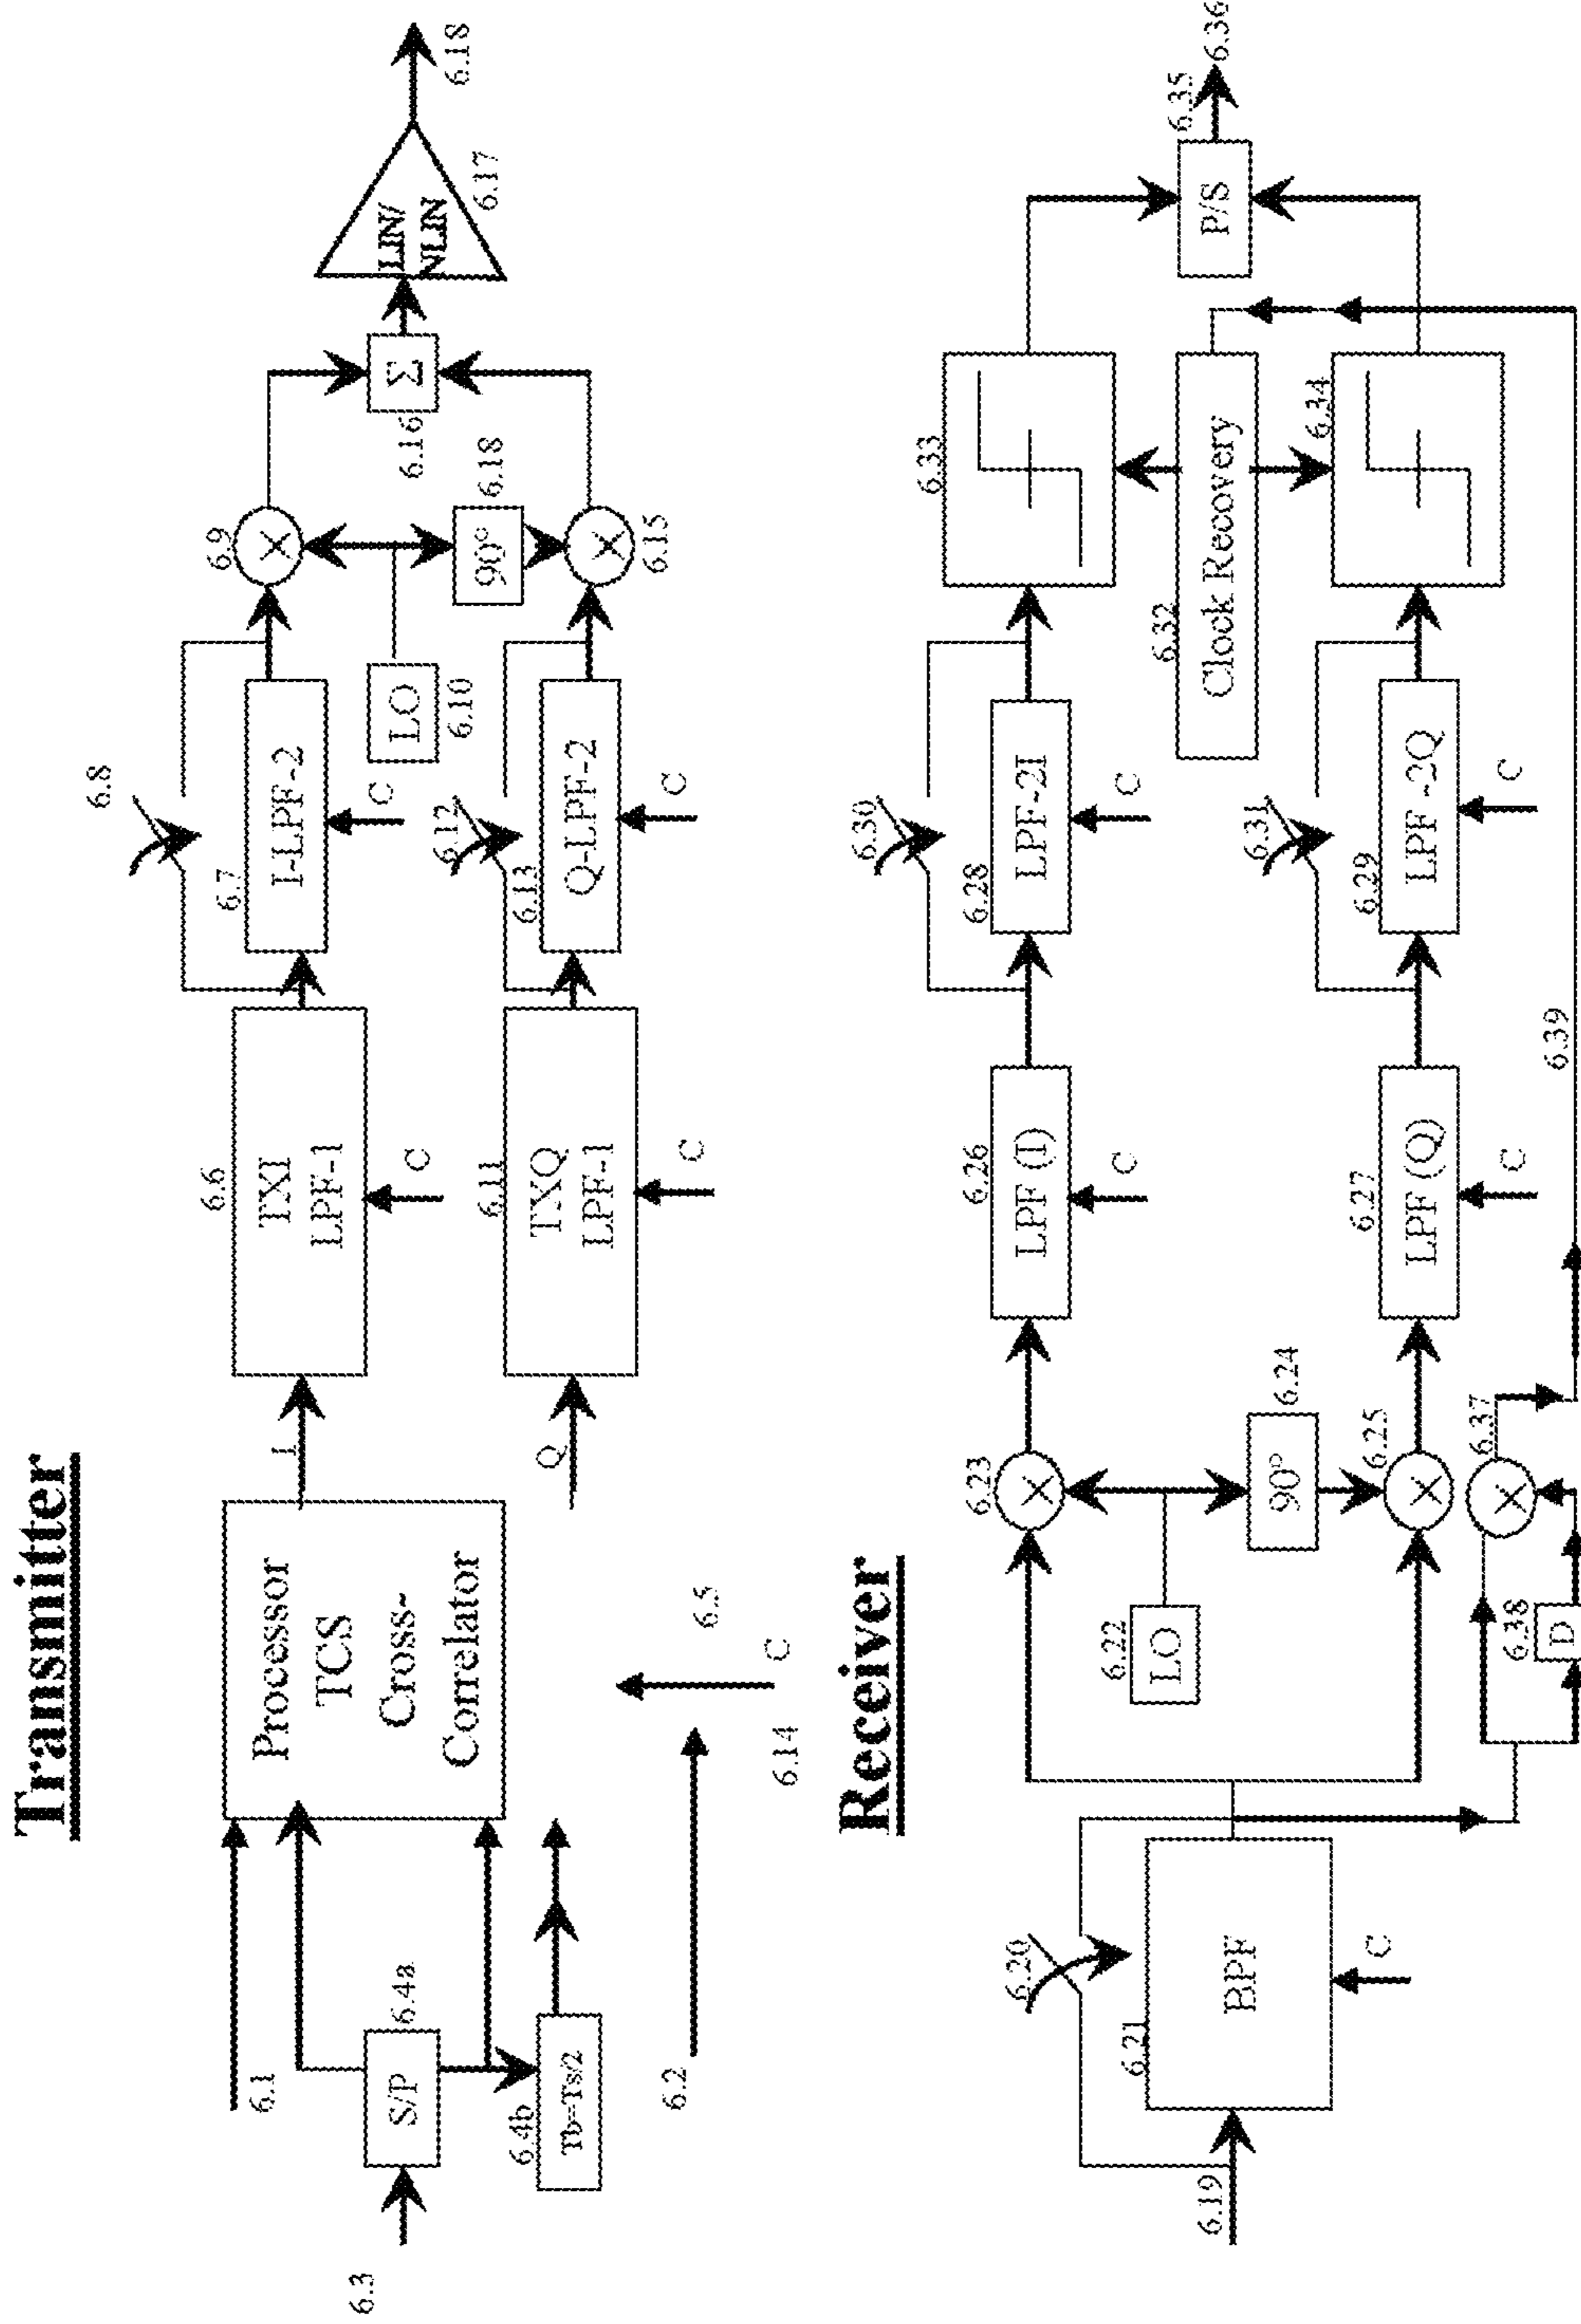 Transmitter
6.1
6.3
S/P
6.4a
6.4b
Tb=Ts/2
6.2
Processor
TCS
Cross-
Correlator
6.5
C
6.14
I
Q
6.6
TXI
LPF-1
C
6.11
TXQ
LPF-1
C
6.8
6.7
I-LPF-2
C
6.12
6.13
Q-LPF-2
C
LO
6.10
6.9
90°
6.18
6.15
6.16
Σ
LIN/
NLIN
6.17
6.18
Receiver
6.19
6.20
6.21
BPF
C
6.22
LO
6.23
90°
6.24
6.25
6.37
6.38
D
6.26
LPF (I)
C
6.27
LPF (Q)
C
6.39
6.30
6.28
LPF-2I
C
6.31
6.29
LPF -2Q
C
6.32
Clock Recovery
6.33
6.34
P/S
6.35
6.36